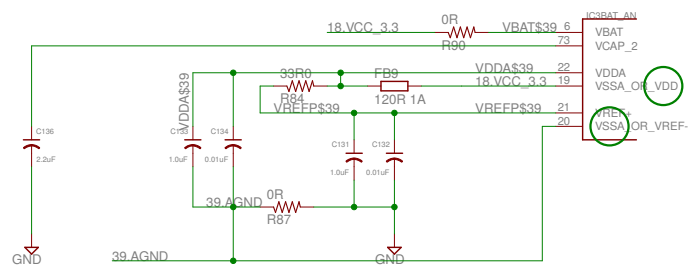 IC3BAT_AN
0R
18.VCC_3.3
VBAT$39
6
VBAT
R90
73
VCAP_2
VDDA$39
22
VDDA
33R0
FB9
18.VCC_3.3
19
VSSA_OR_VDD
R84
120R 1A
VDDA$39
VREFP$39
VREFP$39
21
VREF+
20
VSSA_OR_VREF-
C136
2.2uF
C133
1.0uF
C134
0.01uF
C131
1.0uF
C132
0.01uF
0R
39.AGND
R87
GND
39.AGND
GND